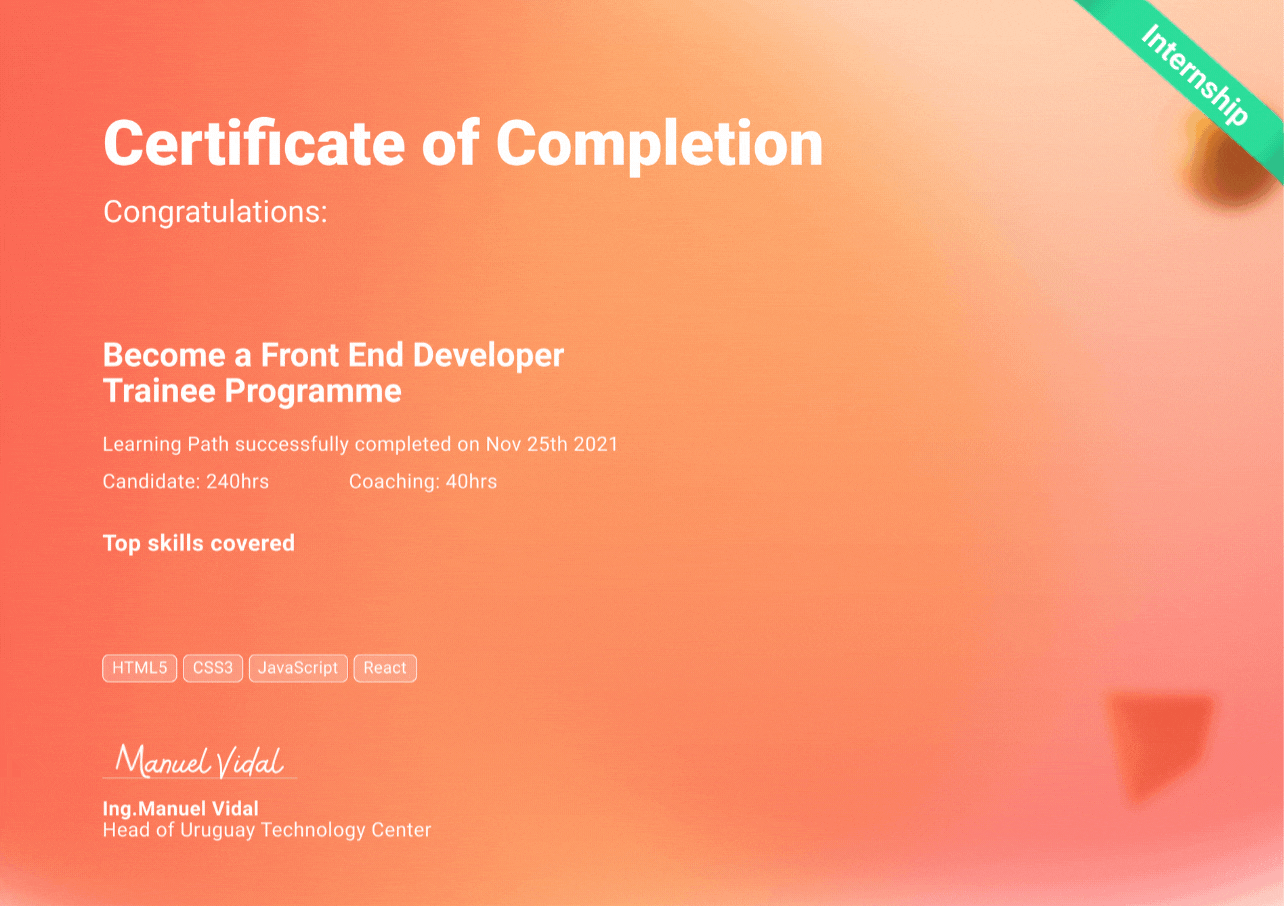 Internship
Certificate of Completion
Congratulations:
Become a Front End Developer
Trainee Programme
Learning Path successfully completed on Nov 25th 2021
Candidate: 240hrs Coaching: 40hrs
Top skills covered
HTML5 CSS3 JavaScript React
Manuel Vidal
Ing.Manuel Vidal
Head of Uruguay Technology Center